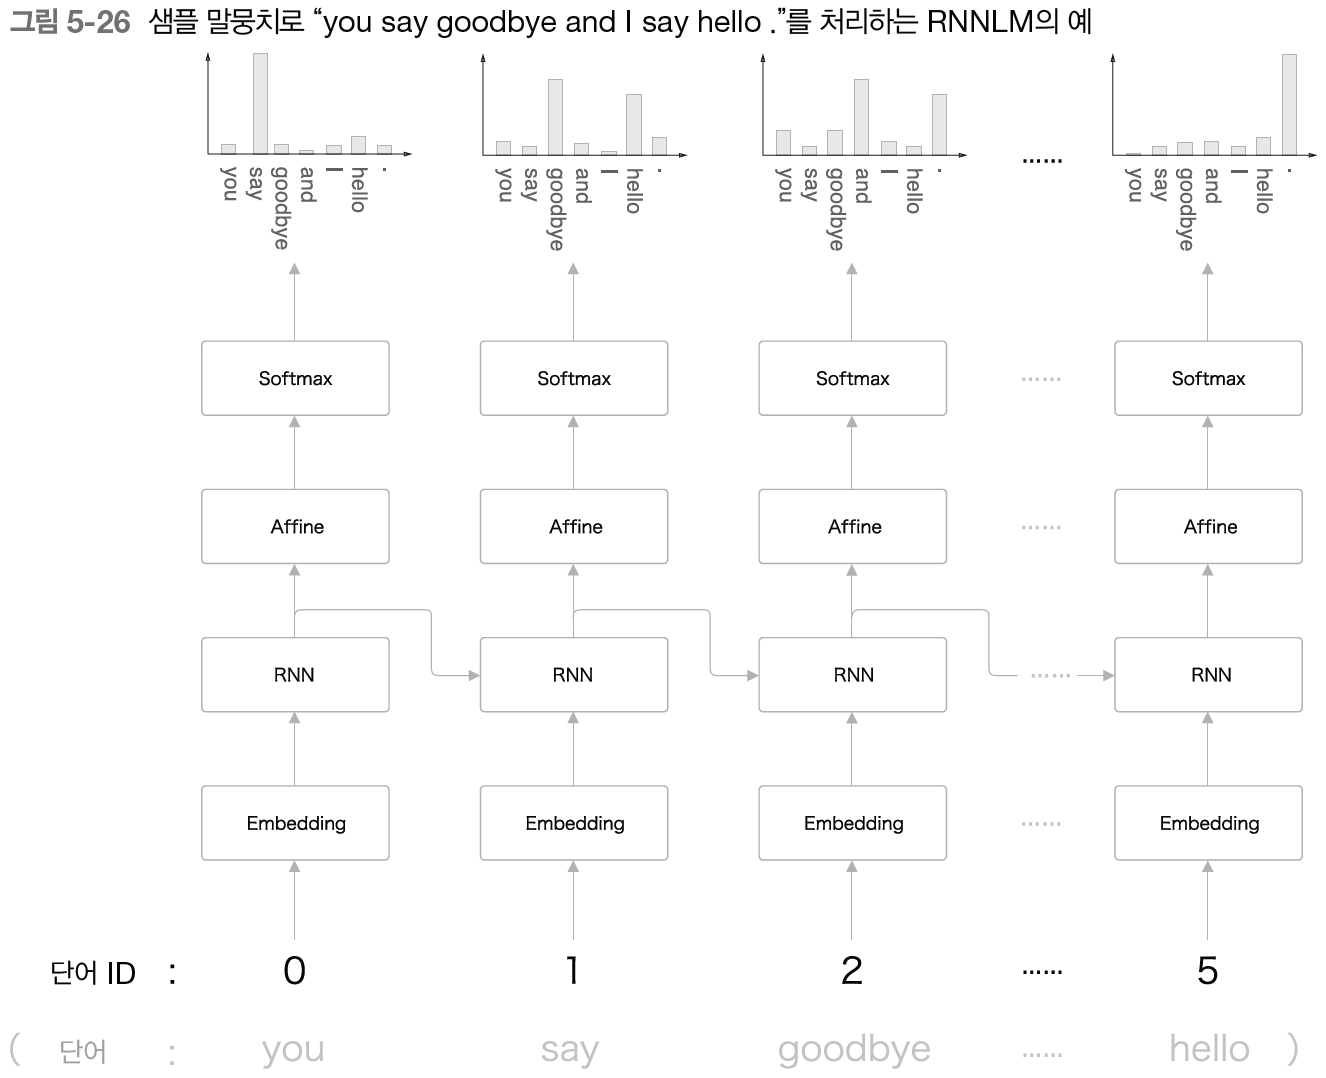 그림 5-26 샘플 말뭉치로 “you say goodbye and I say hello .”를 처리하는 RNNLM의 예
you say goodbye and I hello . you say goodbye and I hello . you say goodbye and I hello . ...... you say goodbye and I hello .
Softmax Softmax Softmax ...... Softmax
Affine Affine Affine ...... Affine
RNN RNN RNN ...... RNN
Embedding Embedding Embedding ...... Embedding
단어 ID : 0 1 2 ...... 5
( 단어 : you say goodbye ...... hello )